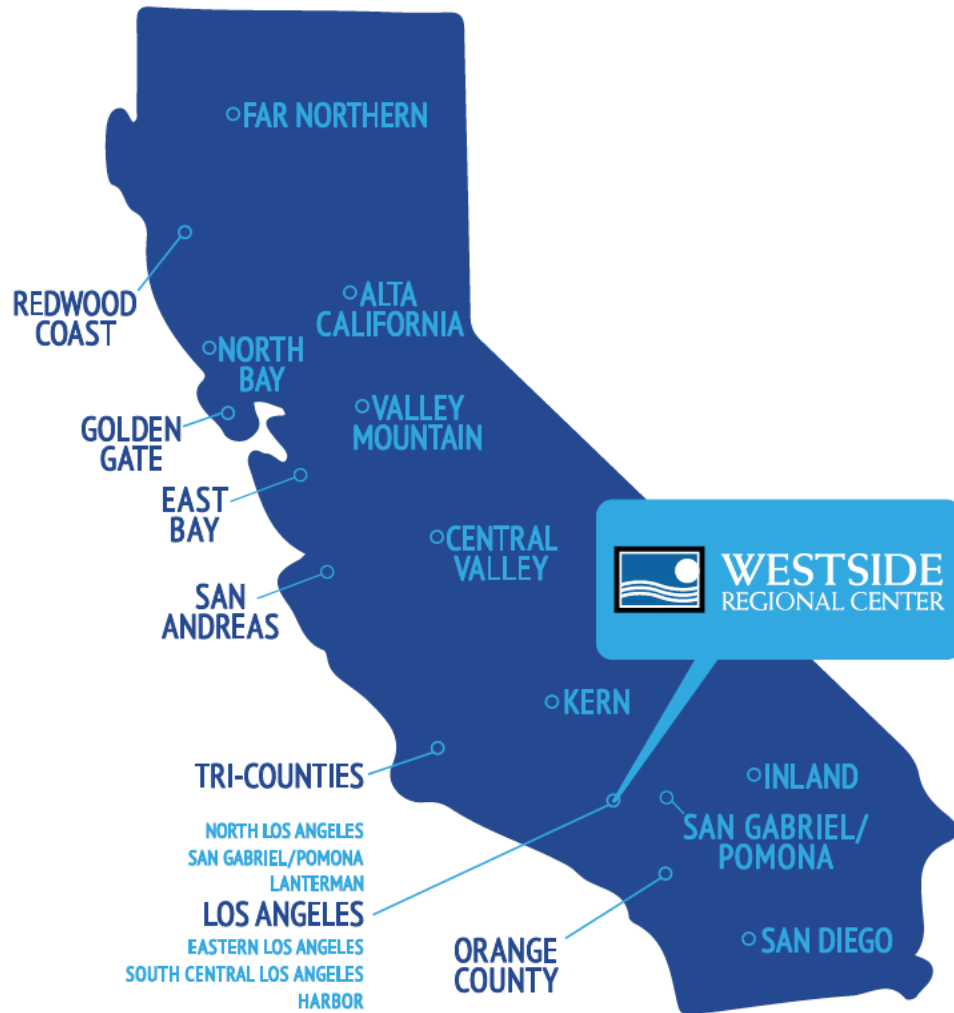 FAR NORTHERN
REDWOOD
COAST
ALTA
CALIFORNIA
NORTH
BAY
GOLDEN
GATE
VALLEY
MOUNTAIN
EAST
BAY
CENTRAL
VALLEY
WESTSIDE
REGIONAL CENTER
SAN
ANDREAS
KERN
TRI-COUNTIES
INLAND
SAN GABRIEL/
POMONA
NORTH LOS ANGELES
SAN GABRIEL/POMONA
LANTERMAN
LOS ANGELES
EASTERN LOS ANGELES
SOUTH CENTRAL LOS ANGELES
HARBOR
ORANGE
COUNTY
SAN DIEGO